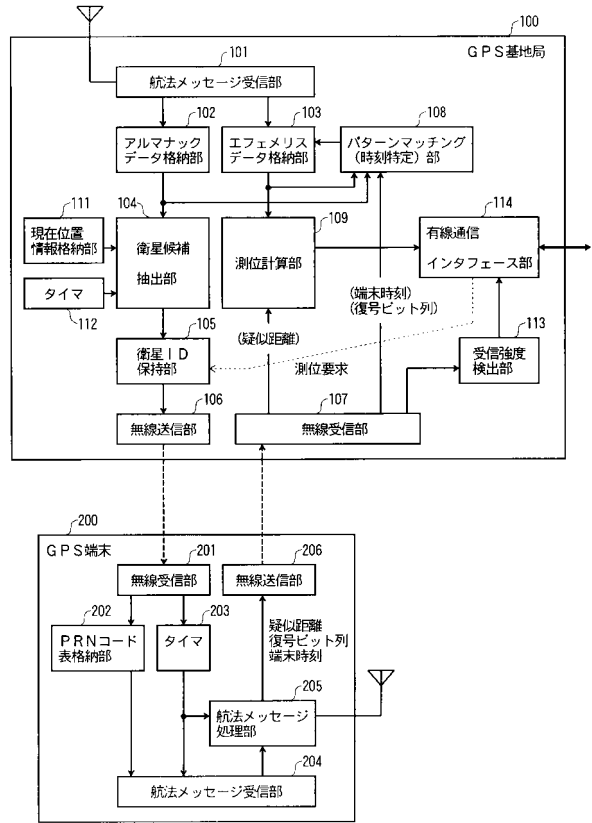 100
GPS基地局
101
航法メッセージ受信部
102
アルマナック
データ格納部
103
エフェメリス
データ格納部
108
パターンマッチング
(時刻特定)部
111
現在位置
情報格納部
104
衛星候補
抽出部
109
測位計算部
114
有線通信
インタフェース部
タイマ
112
(端末時刻)
(復号ビット列)
105
衛星ID
保持部
(疑似距離)
測位要求
113
受信強度
検出部
106
無線送信部
107
無線受信部
200
GPS端末
201
無線受信部
206
無線送信部
202
PRNコード
表格納部
203
タイマ
疑似距離
復号ビット列
端末時刻
205
航法メッセージ
処理部
204
航法メッセージ受信部